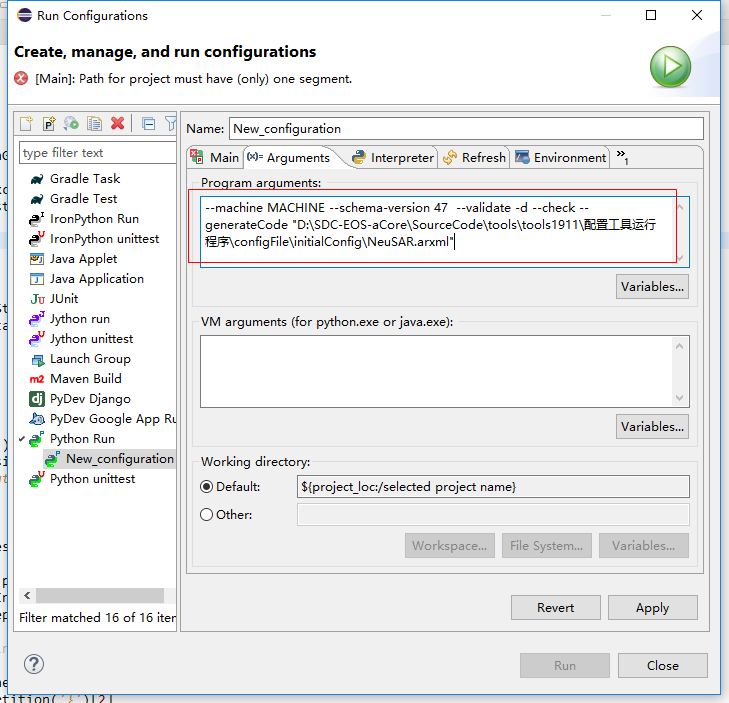 Run Configurations
Create, manage, and run configurations
[Main]: Path for project must have (only) one segment.
type filter text
Gradle Task
Gradle Test
IronPython Run
IronPython unittest
Java Applet
Java Application
JUnit
Jython run
Jython unittest
Launch Group
Maven Build
PyDev Django
PyDev Google App Ru
Python Run
New_configuration
Python unittest
Filter matched 16 of 16 iter
Name: New_configuration
Main (x)= Arguments Interpreter Refresh Environment »1
Program arguments:
--machine MACHINE --schema-version 47  --validate -d --check --
generateCode "D:\SDC-EOS-aCore\SourceCode\tools\tools1911\配置工具运行
程序\configFile\initialConfig\NeuSAR.arxml"
Variables...
VM arguments (for python.exe or java.exe):
Variables...
Working directory:
Default: ${project_loc:/selected project name}
Other:
Workspace... File System... Variables...
Revert Apply
Run Close